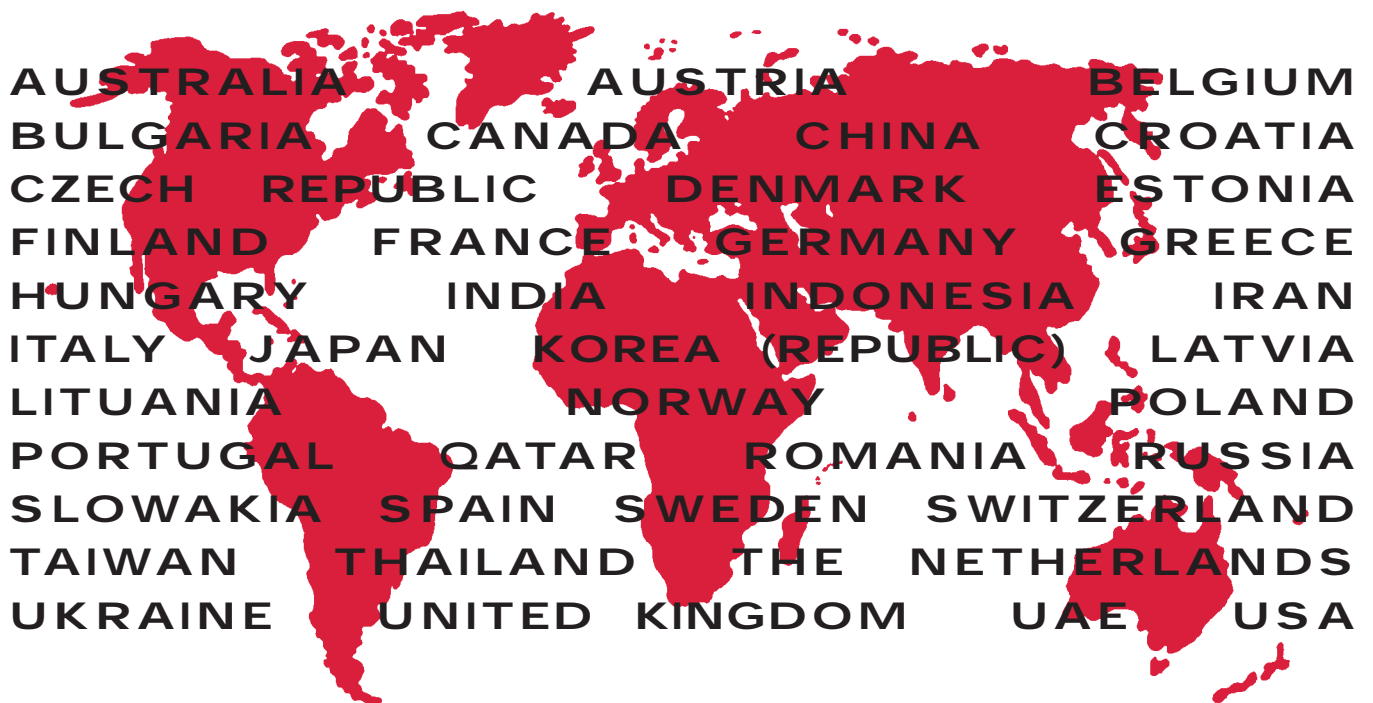 AUSTRALIA AUSTRIA BELGIUM
BULGARIA CANADA CHINA CROATIA
CZECH REPUBLIC DENMARK ESTONIA
FINLAND FRANCE GERMANY GREECE
HUNGARY INDIA INDONESIA IRAN
ITALY JAPAN KOREA (REPUBLIC) LATVIA
LITUANIA NORWAY POLAND
PORTUGAL QATAR ROMANIA RUSSIA
SLOWAKIA SPAIN SWEDEN SWITZERLAND
TAIWAN THAILAND THE NETHERLANDS
UKRAINE UNITED KINGDOM UAE USA